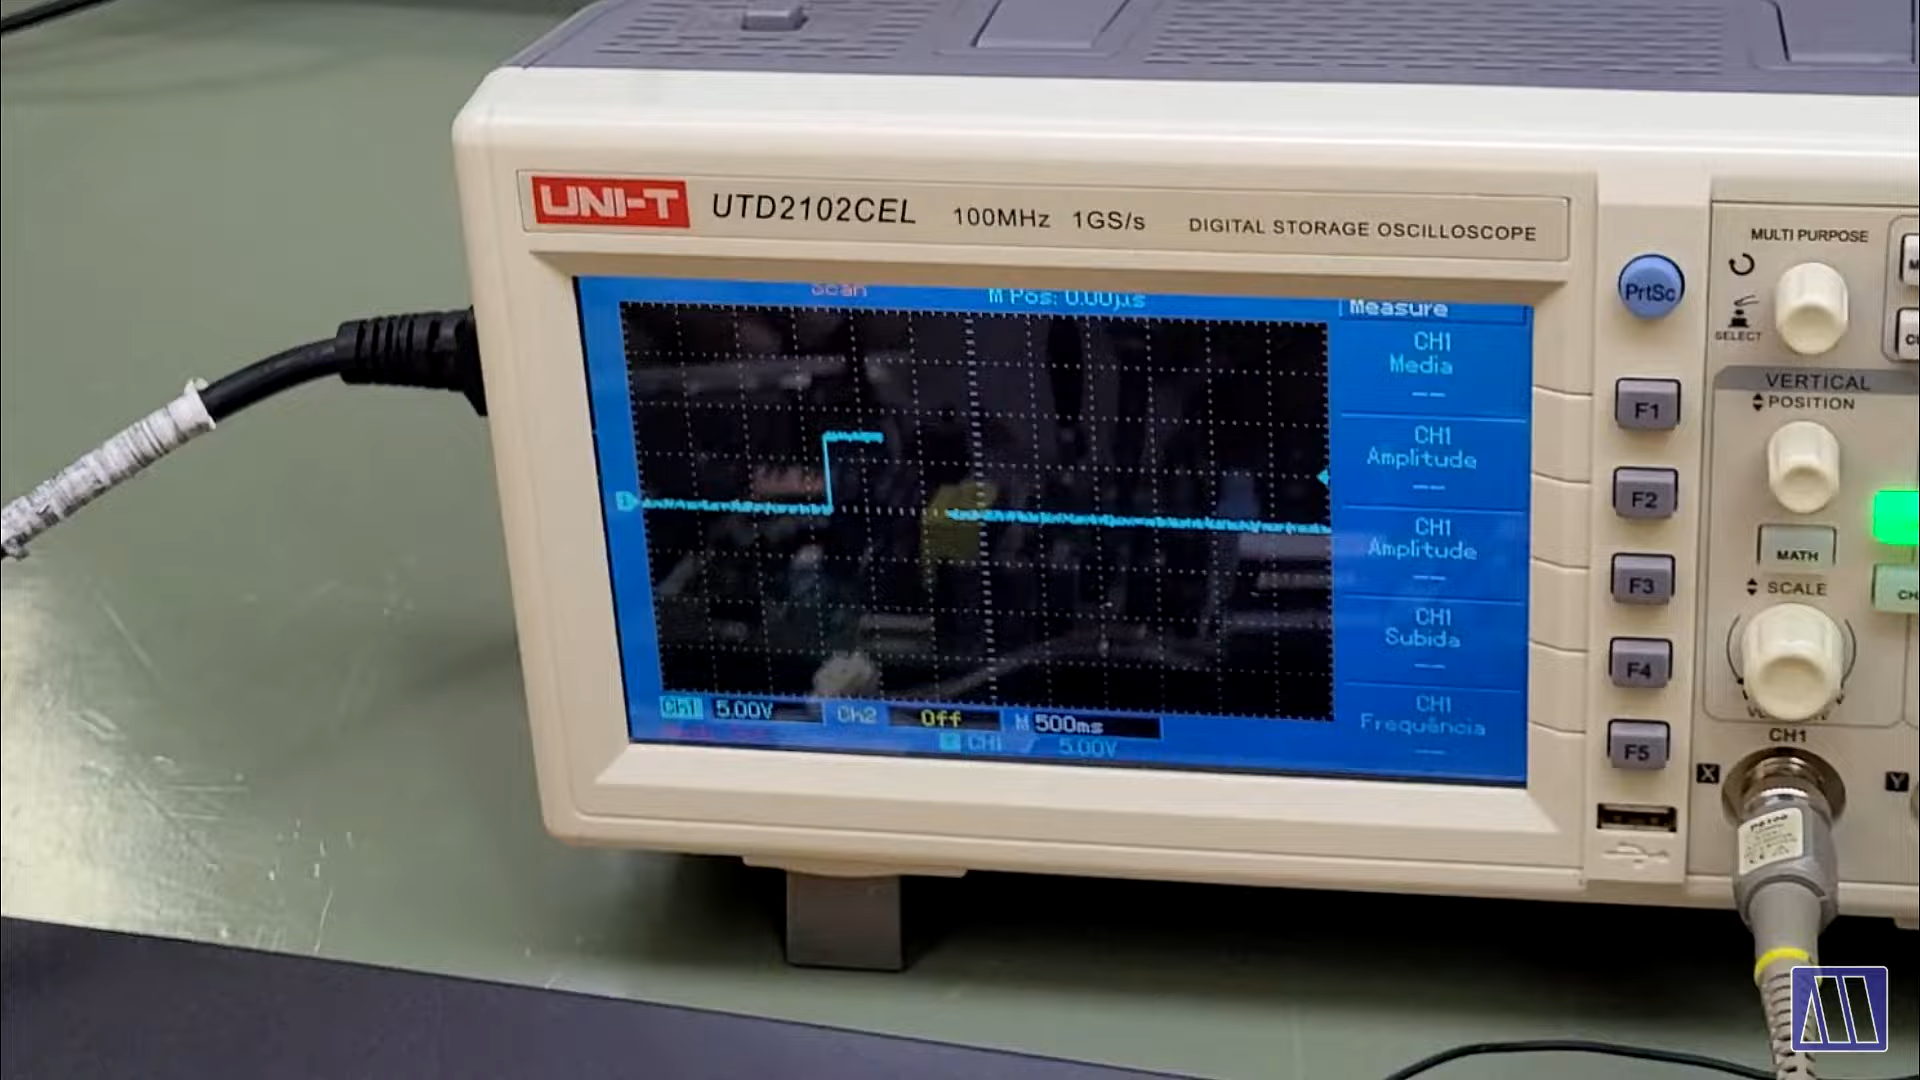 UNI-T UTD2102CEL 100MHz 1GS/s DIGITAL STORAGE OSCILLOSCOPE
Scan M Pos: 0.00µs Measure
CH1
Media
CH1
Amplitude
CH1
Amplitude
CH1
Subida
CH1
Frequência
1
CH1 5.00V Ch2 Off M 500ms
CH1 5.00V
PrtSc
F1
F2
F3
F4
F5
MULTI PURPOSE
SELECT
VERTICAL
POSITION
MATH
SCALE
CH1
X
Y